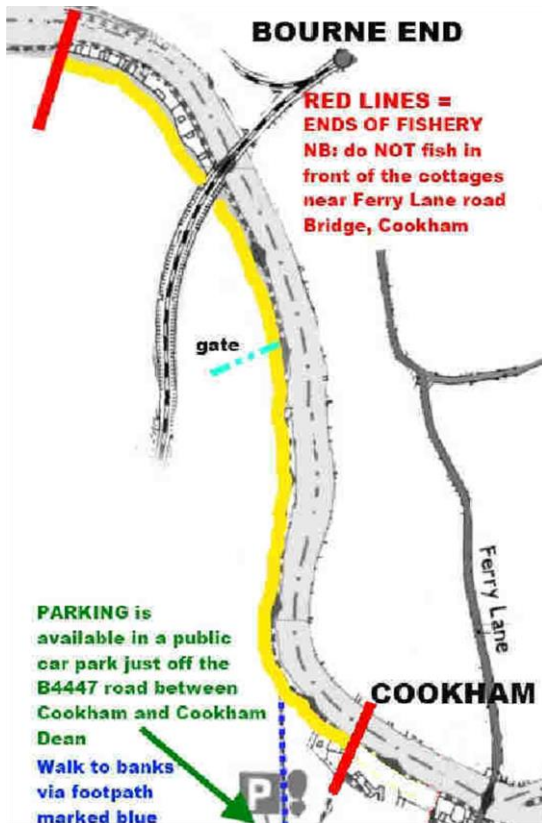 BOURNE END
RED LINES =
ENDS OF FISHERY
NB: do NOT fish in
front of the cottages
near Ferry Lane road
Bridge, Cookham
gate
Ferry Lane
PARKING is
available in a public
car park just off the
B4447 road between
Cookham and Cookham
Dean
COOKHAM
Walk to banks
via footpath
marked blue
P